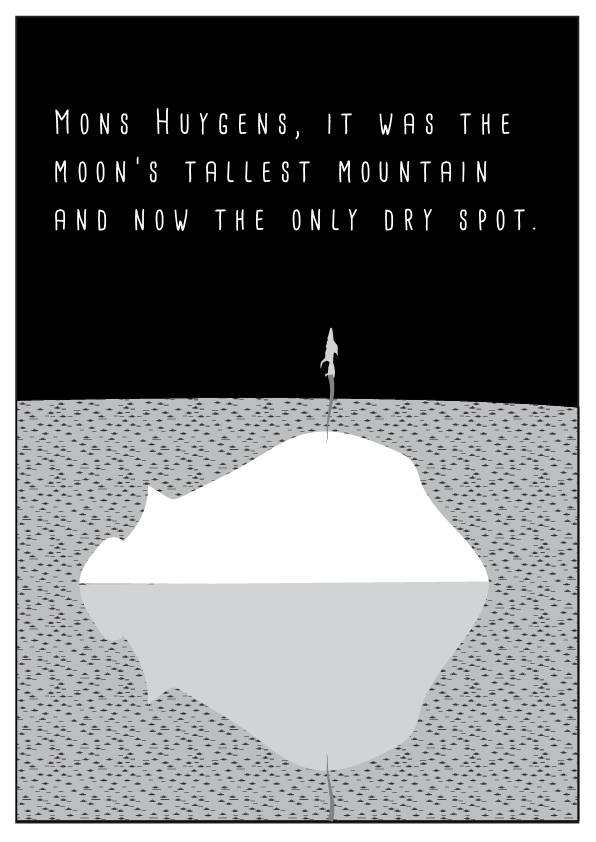 Mons Huygens, it was the
moon's tallest mountain
and now the only dry spot.